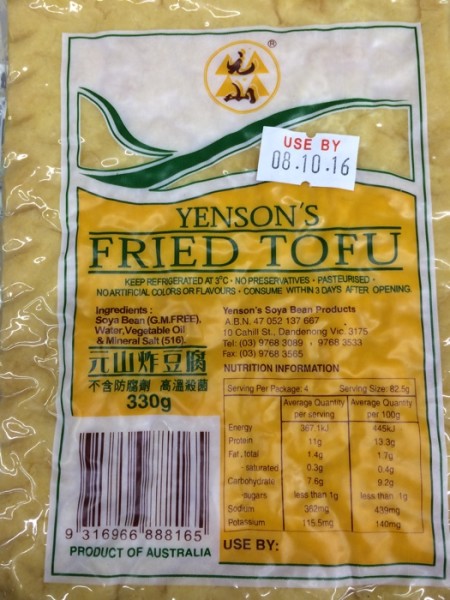 元山
®
USE BY
08.10.16
YENSON'S
FRIED TOFU
KEEP REFRIGERATED AT 3°C • NO PRESERVATIVES • PASTEURISED •
NO ARTIFICIAL COLORS OR FLAVOURS • CONSUME WITHIN 3 DAYS AFTER OPENING
Ingredients :
Soya Bean (G.M.FREE),
Water, Vegetable Oil
& Mineral Salt (516).
元山炸豆腐
不含防腐劑 高溫殺菌
330g
Yenson's Soya Bean Products
A.B.N. 47 052 137 667
10 Cahill St., Dandenong Vic. 3175
Tel: (03) 9768 3089 , 9768 3533
Fax: (03) 9768 3565
NUTRITION INFORMATION
Serving Per Package: 4 Serving Size: 82.5g
Average Quantity per serving Average Quantity per 100g
Energy 367.1kJ 445kJ
Protein 11g 13.3g
Fat, total 1.4g 1.7g
- saturated 0.3g 0.4g
Carbohydrate 7.6g 9.2g
- sugars less than 1g less than 1g
Sodium 362mg 439mg
Potassium 115.5mg 140mg
USE BY:
9 316966 888165
PRODUCT OF AUSTRALIA